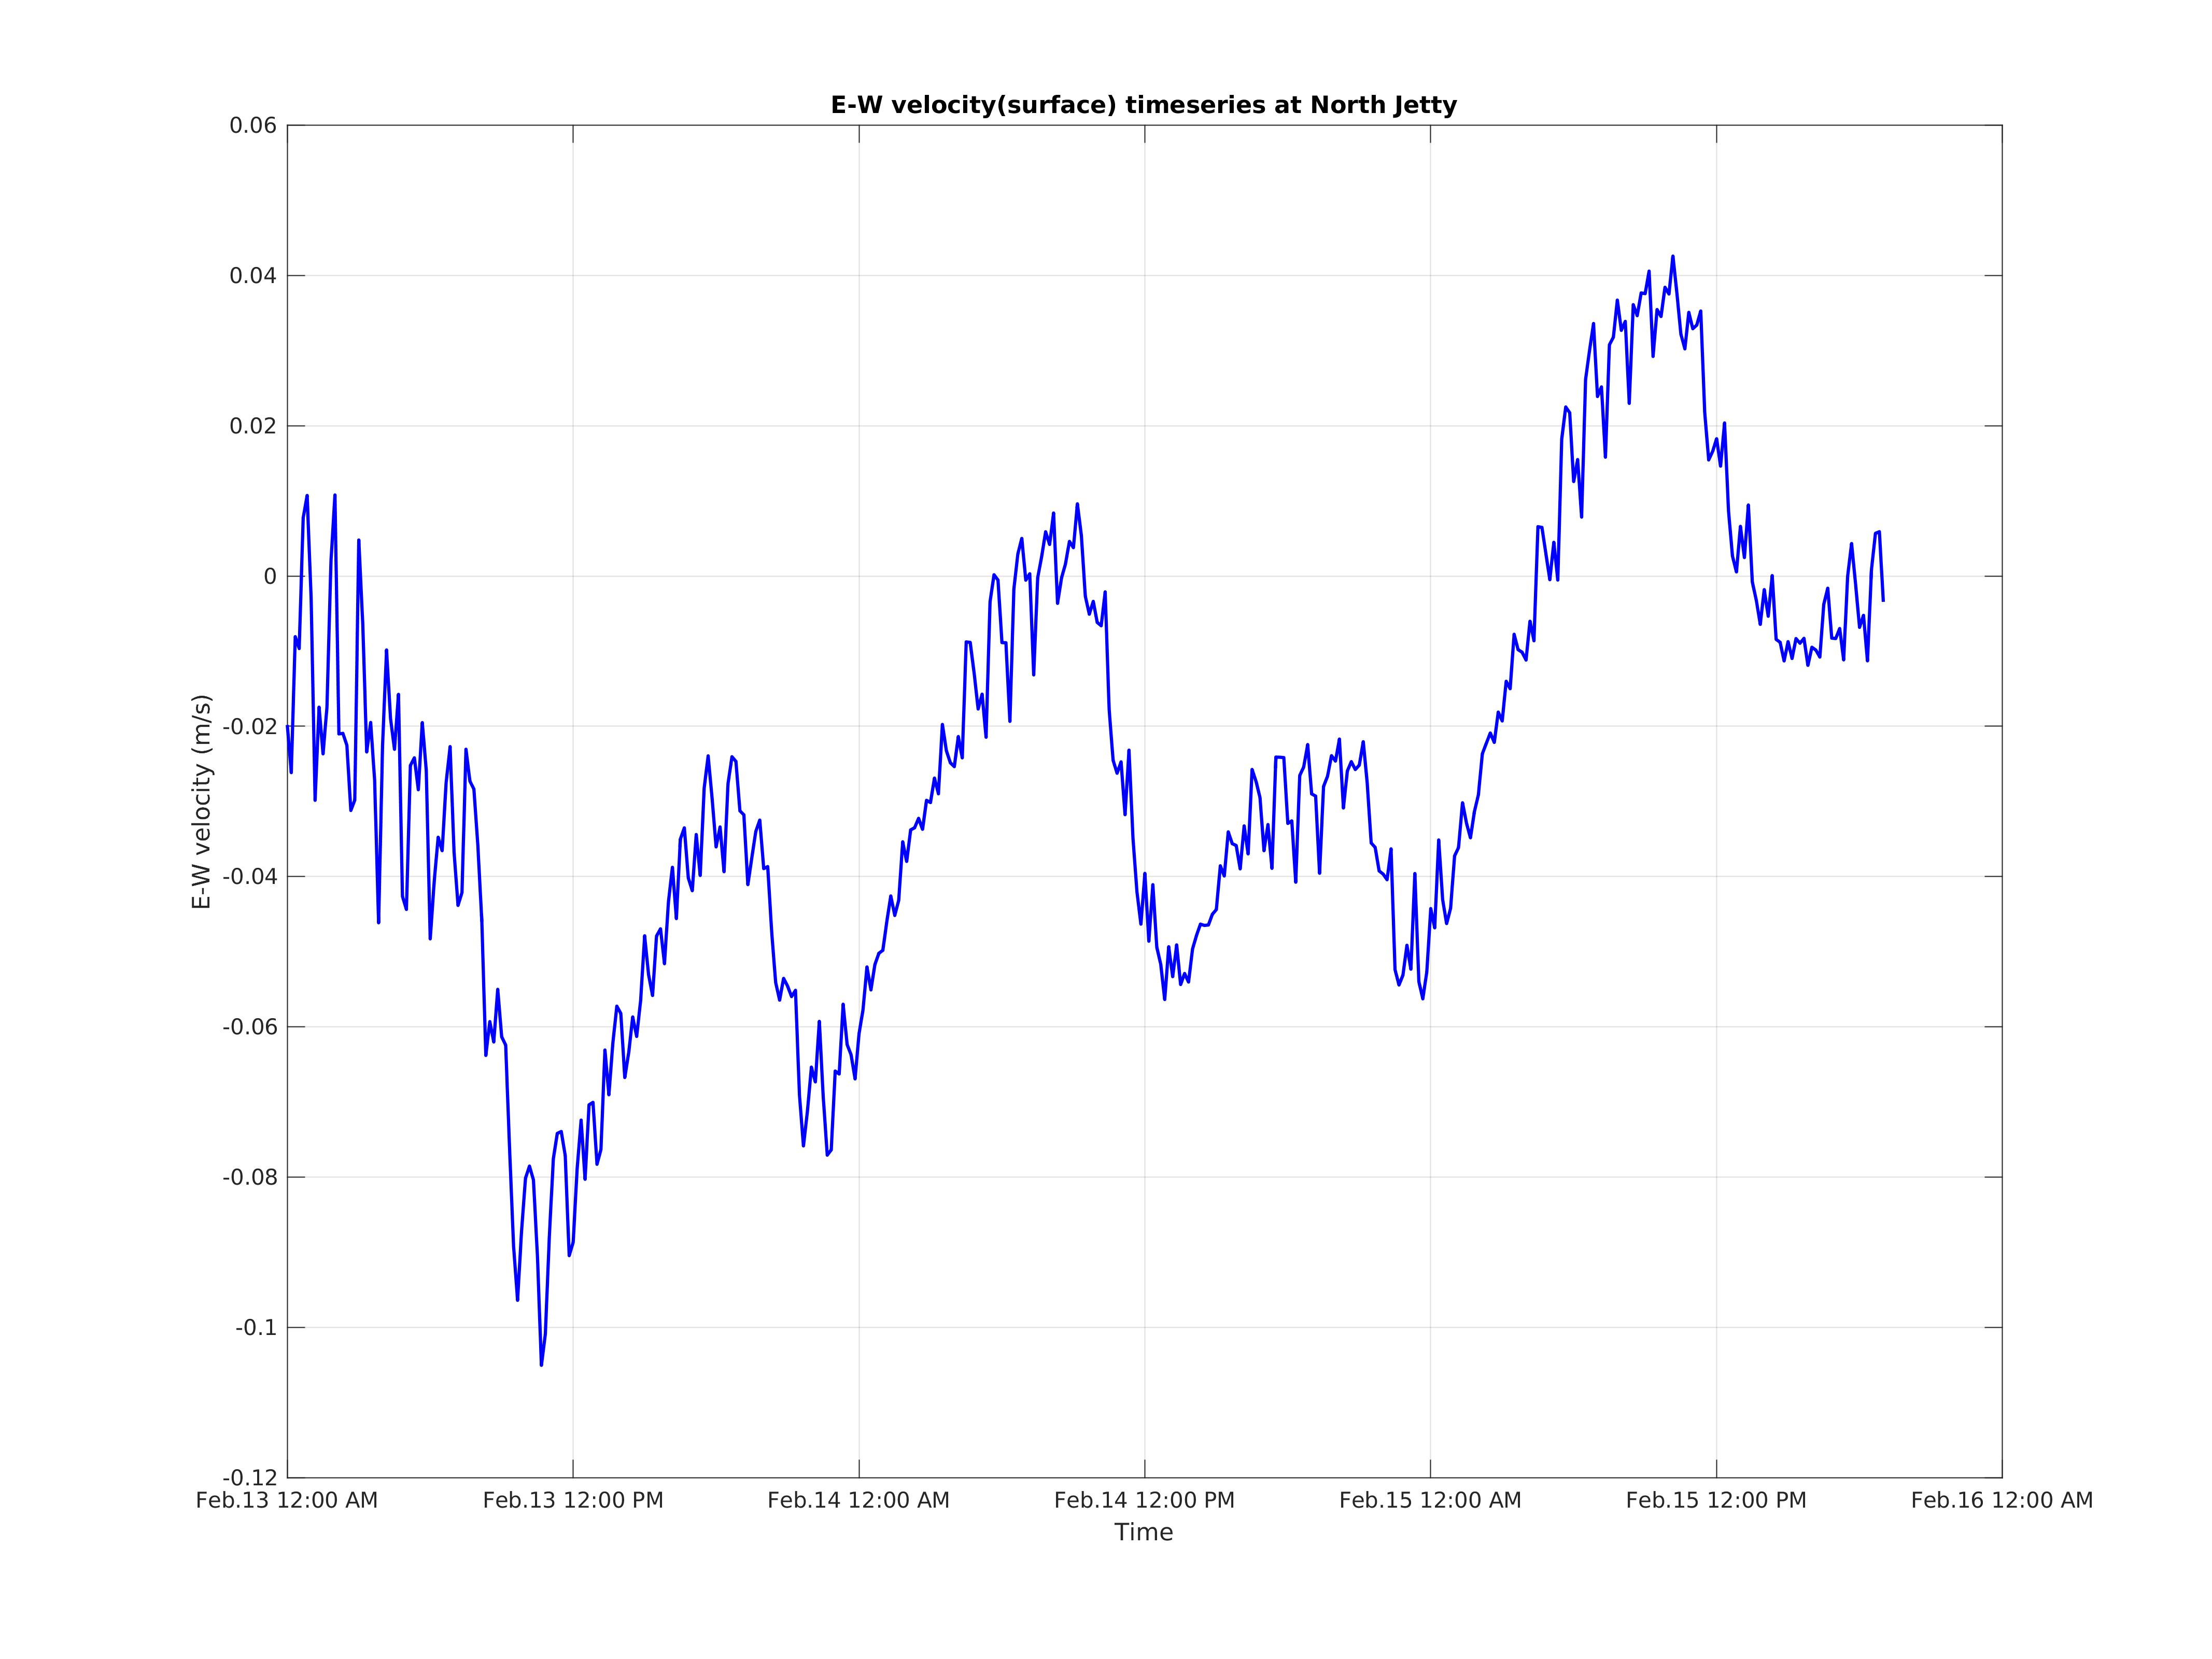 E-W velocity(surface) timeseries at North Jetty
0.06
0.04
0.02
0
-0.02
-0.04
-0.06
-0.08
-0.1
-0.12
E-W velocity (m/s)
Feb.13 12:00 AM Feb.13 12:00 PM Feb.14 12:00 AM Feb.14 12:00 PM Feb.15 12:00 AM Feb.15 12:00 PM Feb.16 12:00 AM
Time